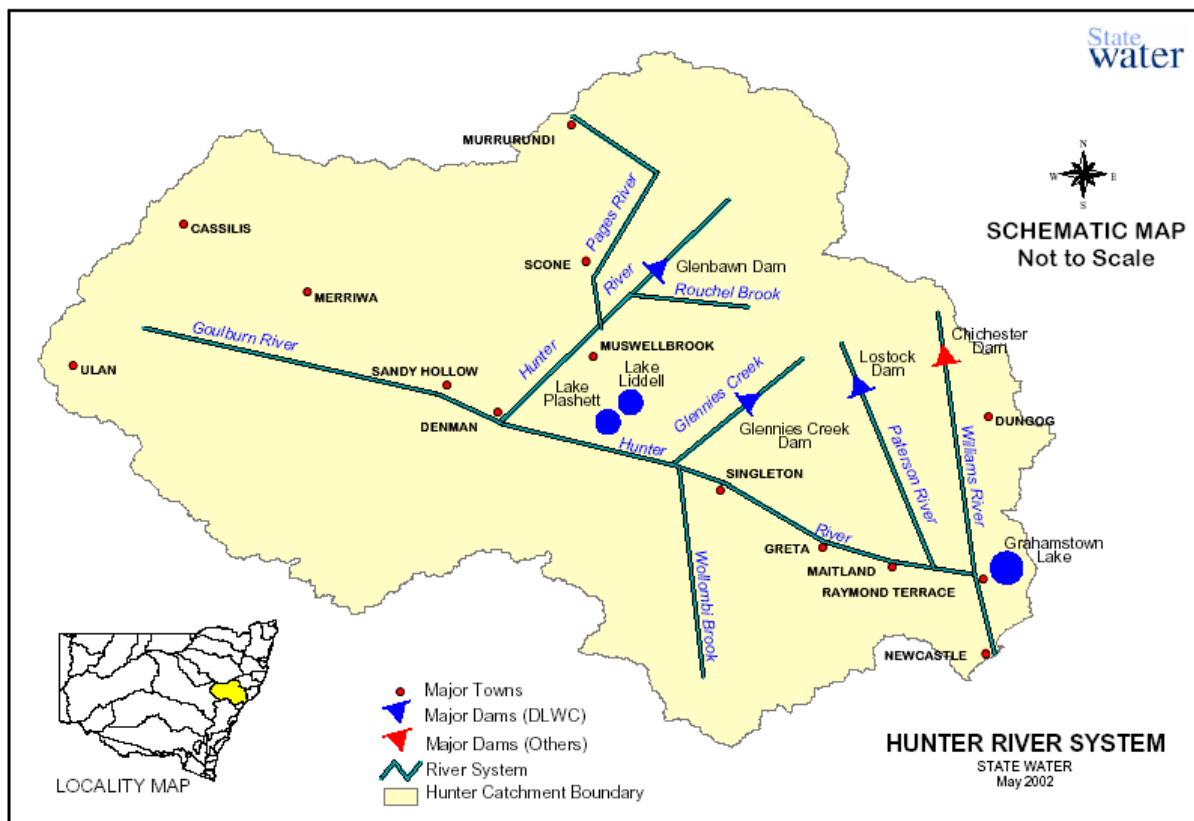 State
water
MURRURUNDI
N
W
E
S
SCHEMATIC MAP
Not to Scale
CASSILIS
Pages River
SCONE
River
Glenbawn Dam
Rouchel Brook
MERRIWA
Goulburn River
Hunter
MUSWELLBROOK
Chichester
Dam
Lostock
Dam
ULAN
SANDY HOLLOW
Lake
Liddell
Lake
Plashett
Glennies Creek
DENMAN
Glennies Creek
Dam
DUNGOG
Hunter
SINGLETON
Paterson River
Williams River
River
GRETA
Grahamstown
Lake
MAITLAND
RAYMOND TERRACE
Wollombi Brook
NEWCASTLE
Major Towns
Major Dams (DLWC)
Major Dams (Others)
River System
Hunter Catchment Boundary
LOCALITY MAP
HUNTER RIVER SYSTEM
STATE WATER
May 2002